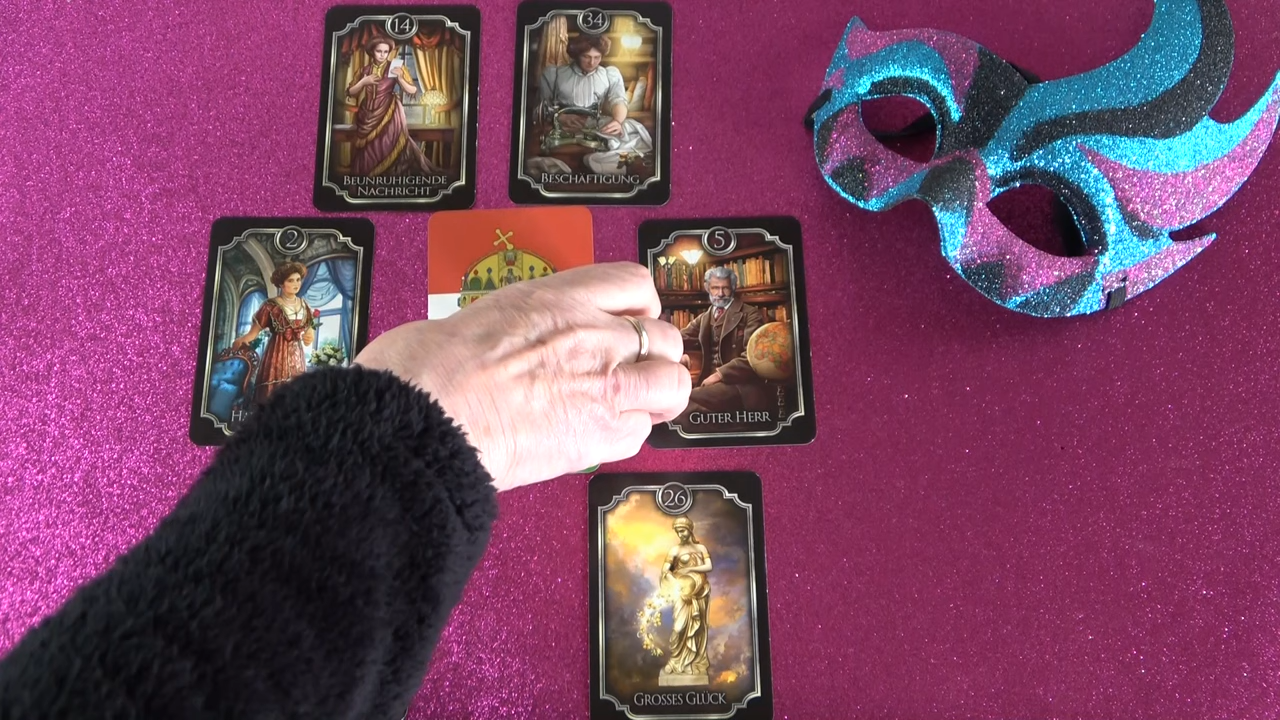 14
BEUNRUHIGENDE
NACHRICHT
34
BESCHÄFTIGUNG
2
5
GUTER HERR
26
GROSSES GLÜCK